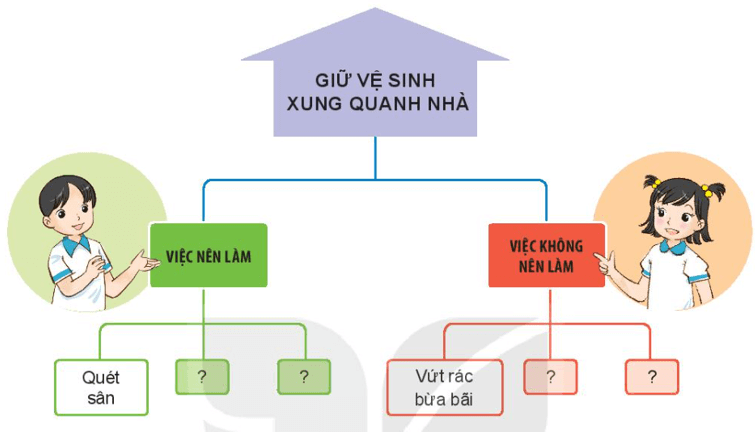 GIỮ VỆ SINH
XUNG QUANH NHÀ
VIỆC NÊN LÀM
VIỆC KHÔNG
NÊN LÀM
Quét
sân
?
?
Vứt rác
bừa bãi
?
?